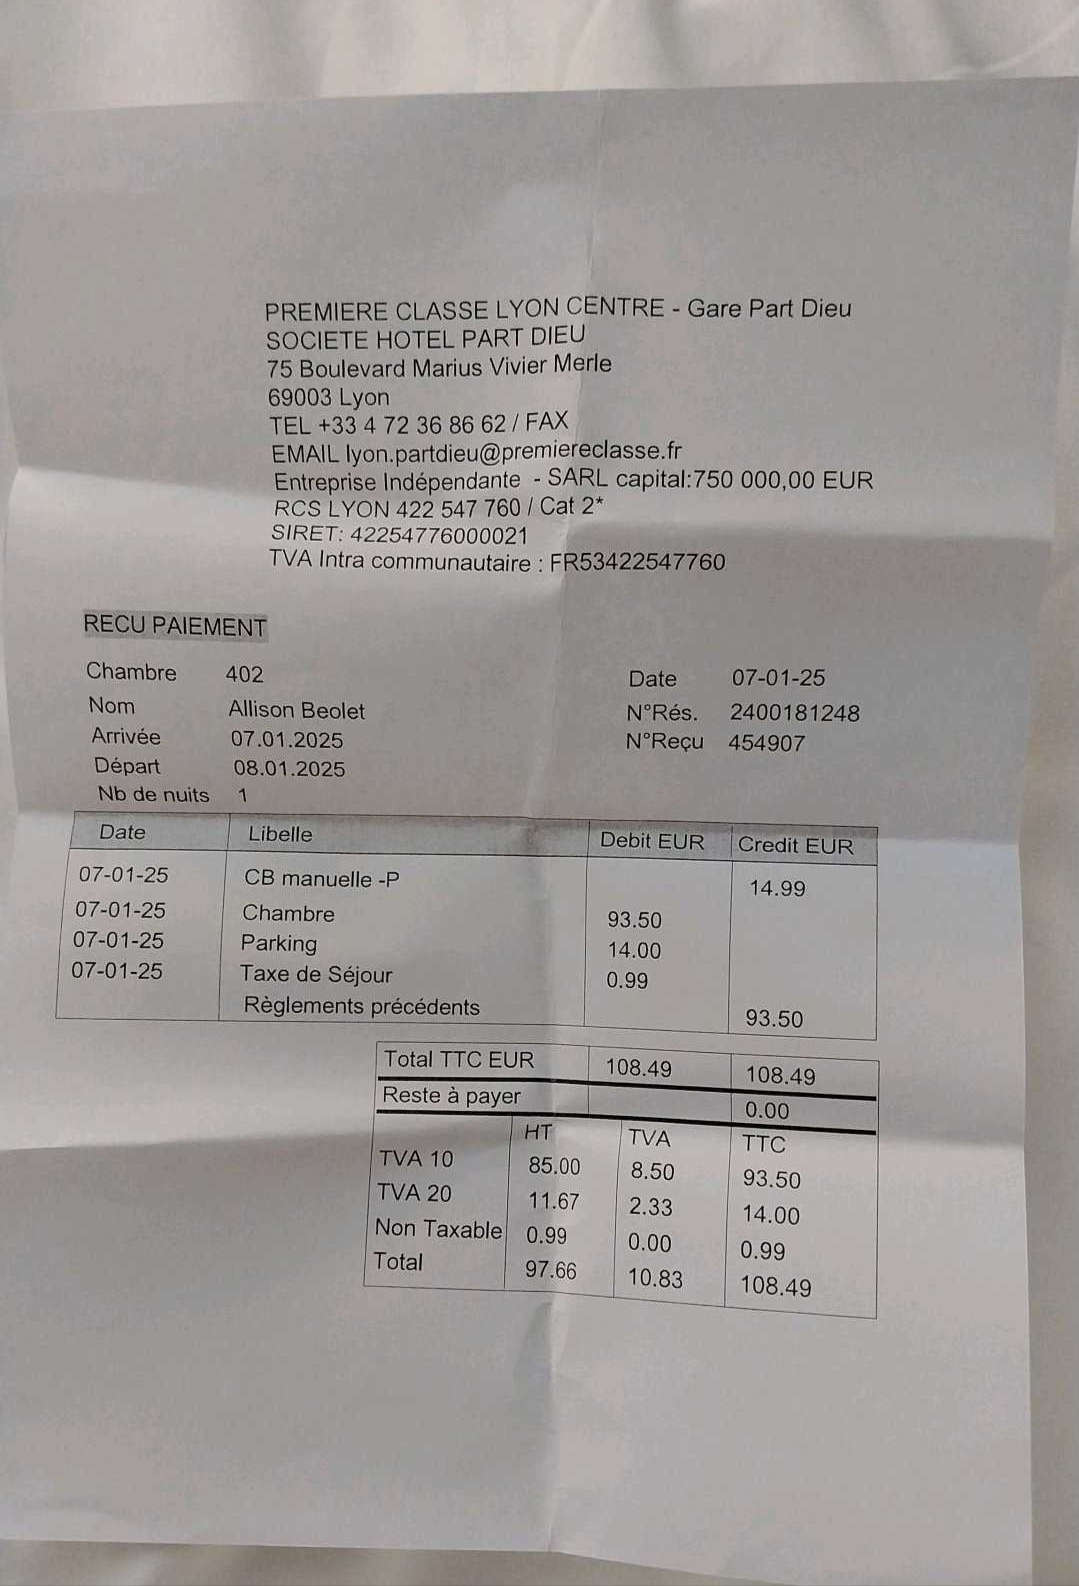 PREMIERE CLASSE LYON CENTRE - Gare Part Dieu
SOCIETE HOTEL PART DIEU
75 Boulevard Marius Vivier Merle
69003 Lyon
TEL +33 4 72 36 86 62 / FAX
EMAIL lyon.partdieu@premiereclasse.fr
Entreprise Indépendante - SARL capital:750 000,00 EUR
RCS LYON 422 547 760 / Cat 2*
SIRET: 42254776000021
TVA Intra communautaire : FR53422547760
RECU PAIEMENT
Chambre 402 Date 07-01-25
Nom Allison Beolet N°Rés. 2400181248
Arrivée 07.01.2025 N°Reçu 454907
Départ 08.01.2025
Nb de nuits 1
Date Libelle Debit EUR Credit EUR
07-01-25 CB manuelle -P 14.99
07-01-25 Chambre 93.50
07-01-25 Parking 14.00
07-01-25 Taxe de Séjour 0.99
Règlements précédents 93.50
Total TTC EUR 108.49 108.49
Reste à payer 0.00
HT TVA TTC
TVA 10 85.00 8.50 93.50
TVA 20 11.67 2.33 14.00
Non Taxable 0.99 0.00 0.99
Total 97.66 10.83 108.49